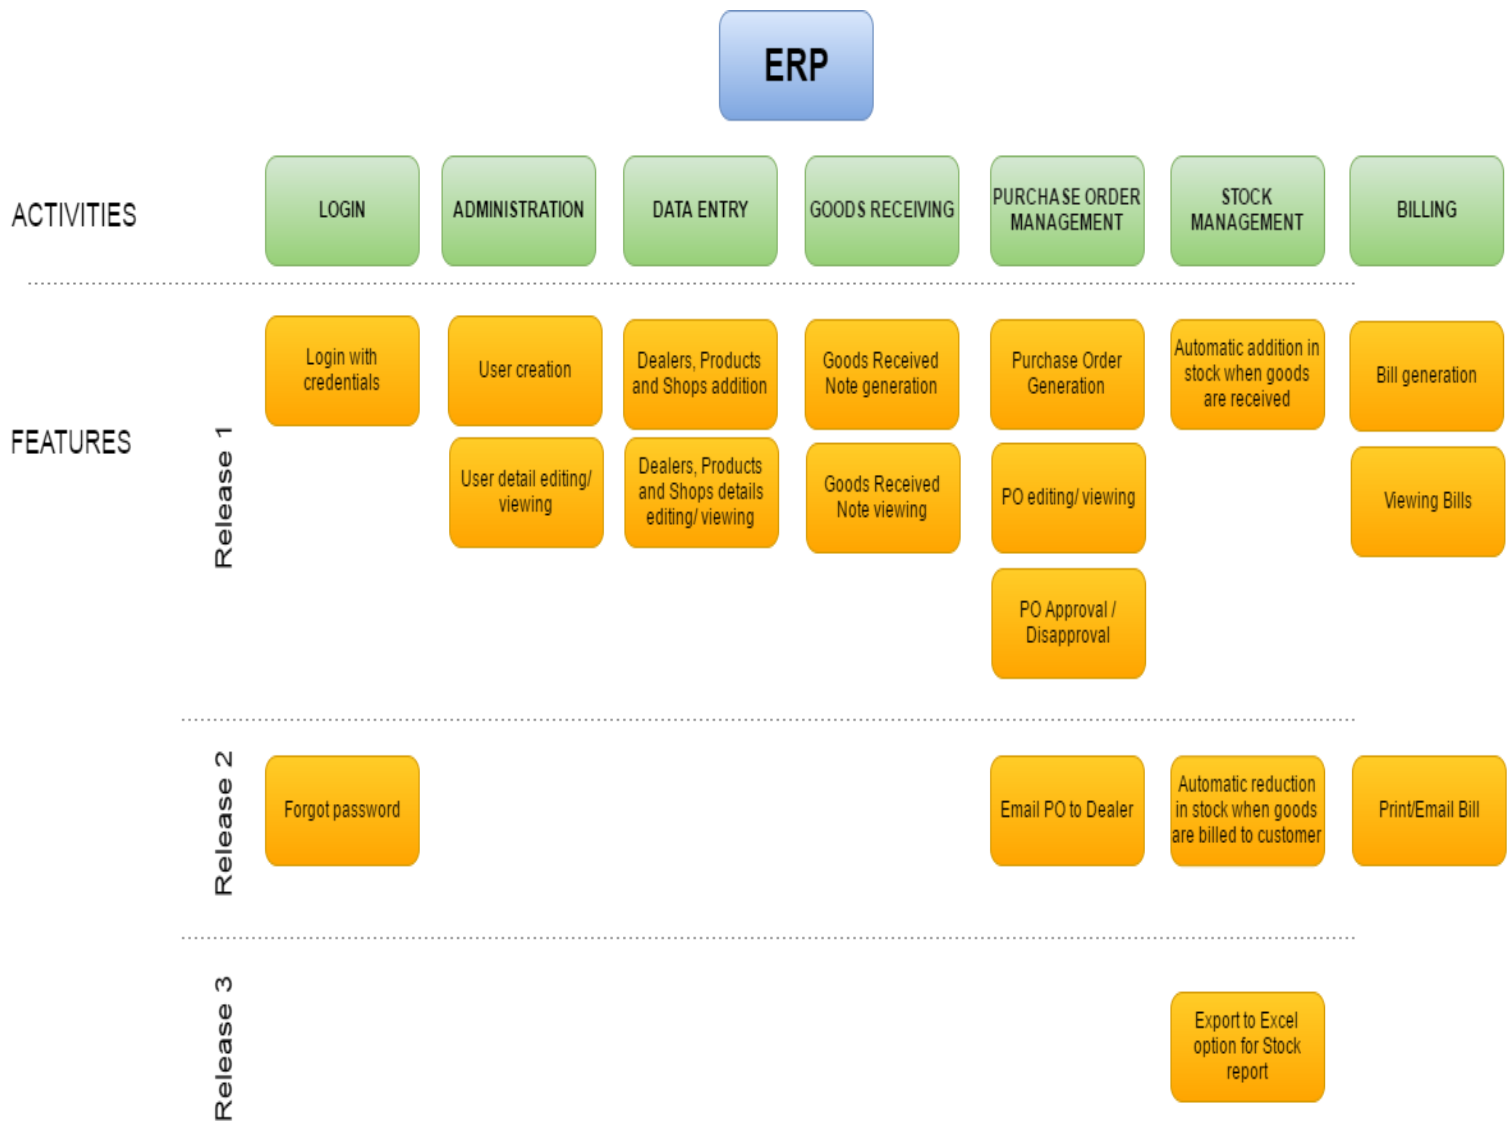 ERP
ACTIVITIES
LOGIN
ADMINISTRATION
DATA ENTRY
GOODS RECEIVING
PURCHASE ORDER
MANAGEMENT
STOCK
MANAGEMENT
BILLING
FEATURES
Release 1
Login with
credentials
User creation
Dealers, Products
and Shops addition
Goods Received
Note generation
Purchase Order
Generation
Automatic addition in
stock when goods
are received
Bill generation
User detail editing/
viewing
Dealers, Products
and Shops details
editing/ viewing
Goods Received
Note viewing
PO editing/ viewing
Viewing Bills
PO Approval /
Disapproval
Release 2
Forgot password
Email PO to Dealer
Automatic reduction
in stock when goods
are billed to customer
Print/Email Bill
Release 3
Export to Excel
option for Stock
report